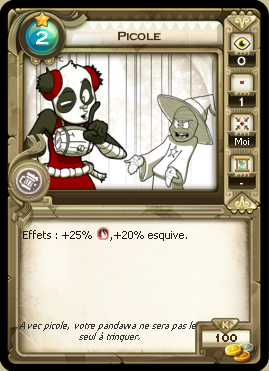 Picole
2
0
1
Moi
-
Effets : +25% ,+20% esquive.
Avec picole, votre pandawa ne sera pas le
seul à trinquer.
K
100